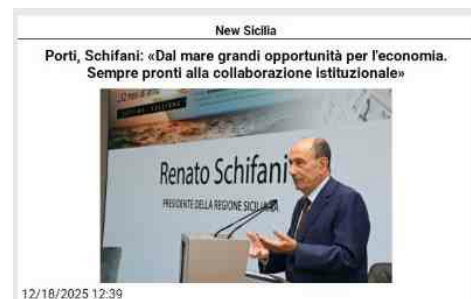 New Sicilia
Porti, Schifani: «Dal mare grandi opportunità per l'economia.
Sempre pronti alla collaborazione istituzionale»
Renato Schifani
PRESIDENTE DELLA REGIONE SICILIANA
12/18/2025 12:39